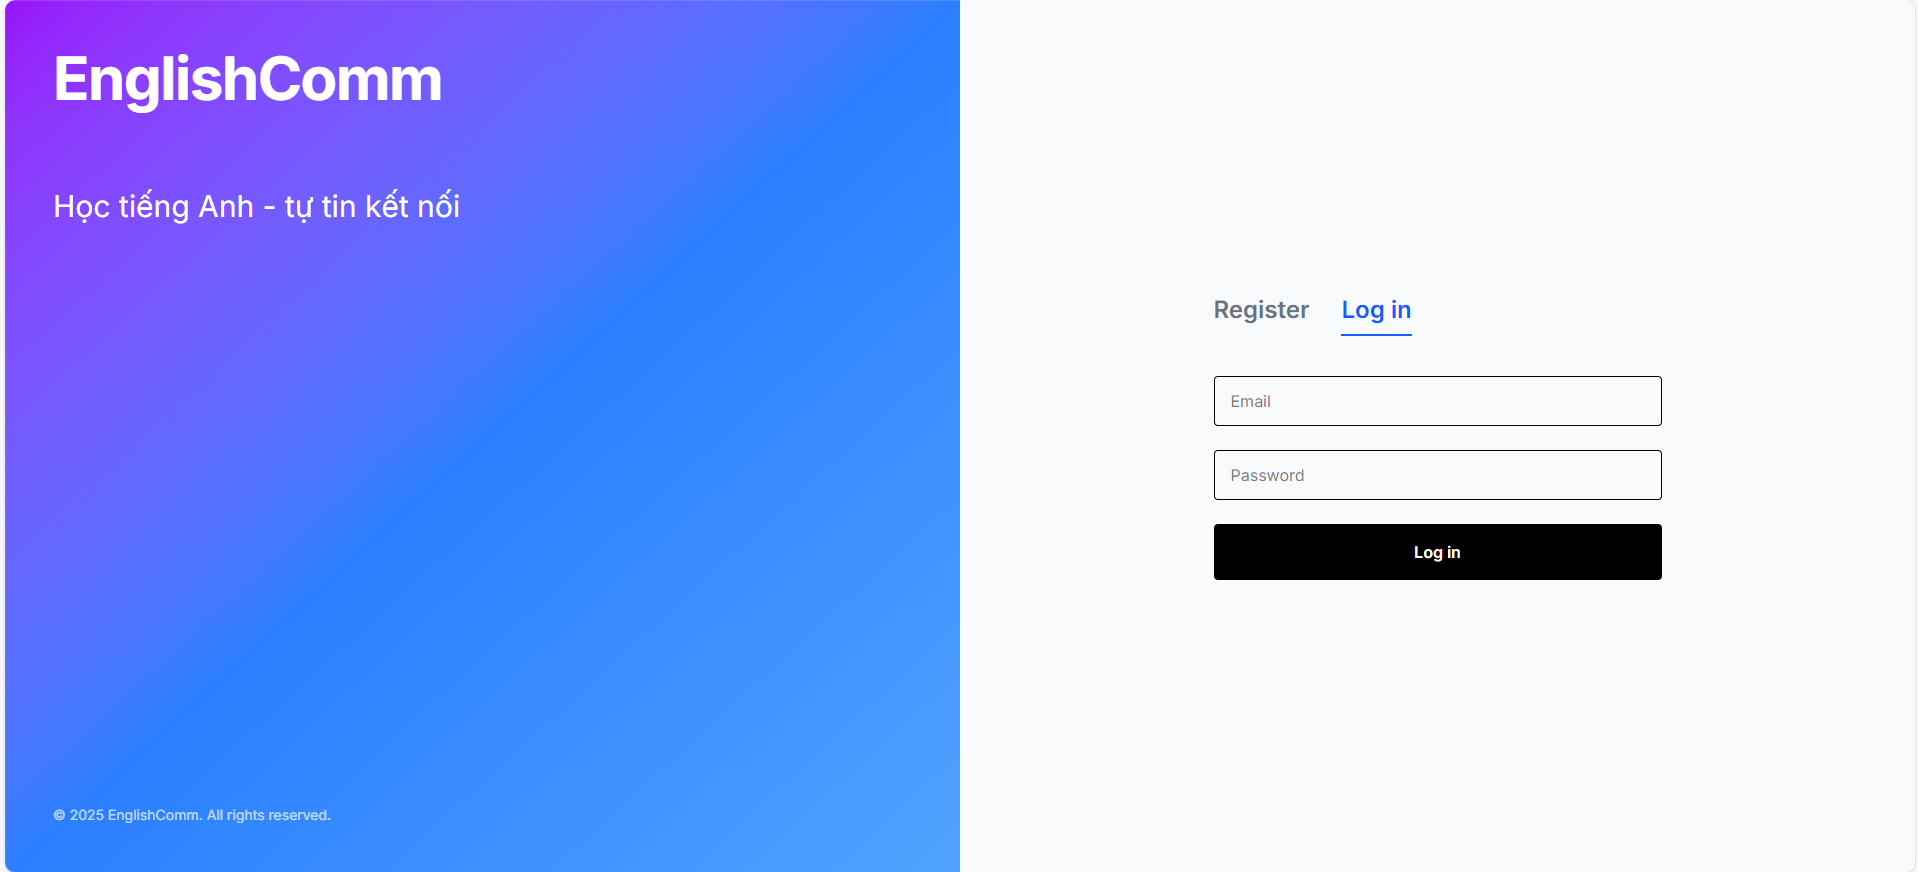 EnglishComm
Học tiếng Anh - tự tin kết nối
© 2025 EnglishComm. All rights reserved.
Register Log in
Email
Password
Log in